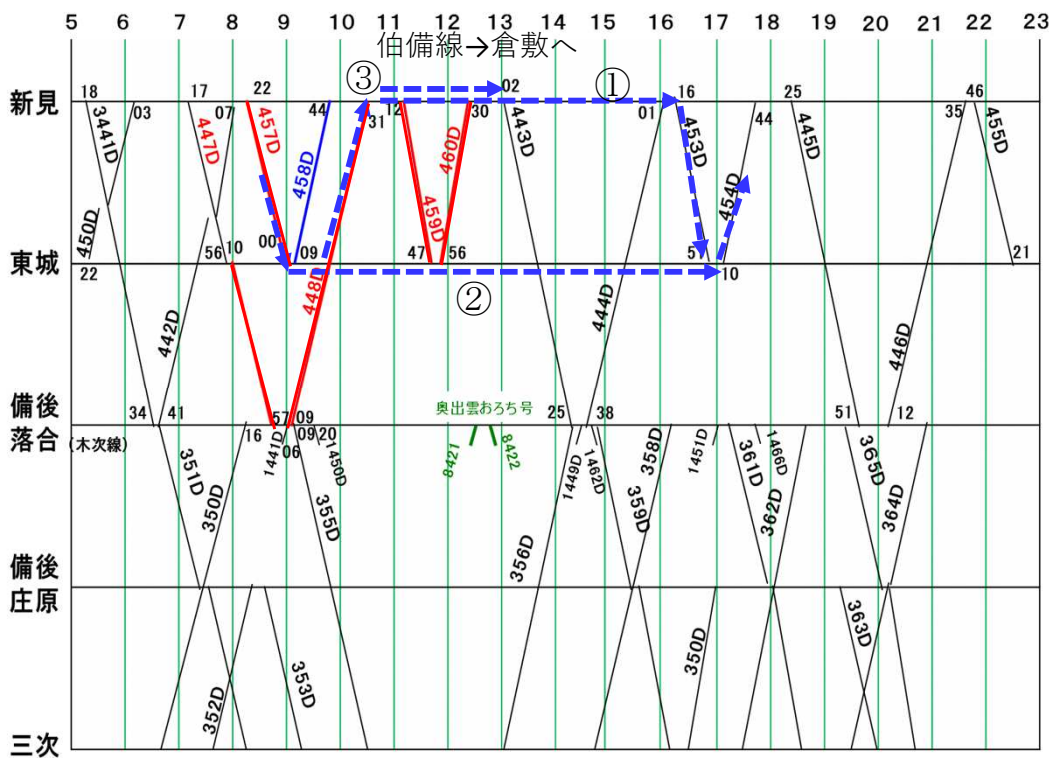 5 6 7 8 9 10 11 12 13 14 15 16 17 18 19 20 21 22 23
伯備線→倉敷へ
③ 02 ①
新見 18 03 17 07 22 44 31 12 30 01 16 44 25 35 46
3441D 447D 457D 458D 460D 443D 453D 454D 445D 455D
450D 459D
東城 22 56 10 00 09 47 56 5 10 21
448D ②
442D 444D 446D
奥出雲おろち号
備後 34 41 57 09 25 38 51 12
落合 (木次線) 16 1441D 09 06 20 1450D 8421 8422 1449D 1462D 358D 1451D 1466D
351D 350D 355D 356D 359D 361D 362D 365D 364D
備後
庄原
352D 353D 350D 363D
三次